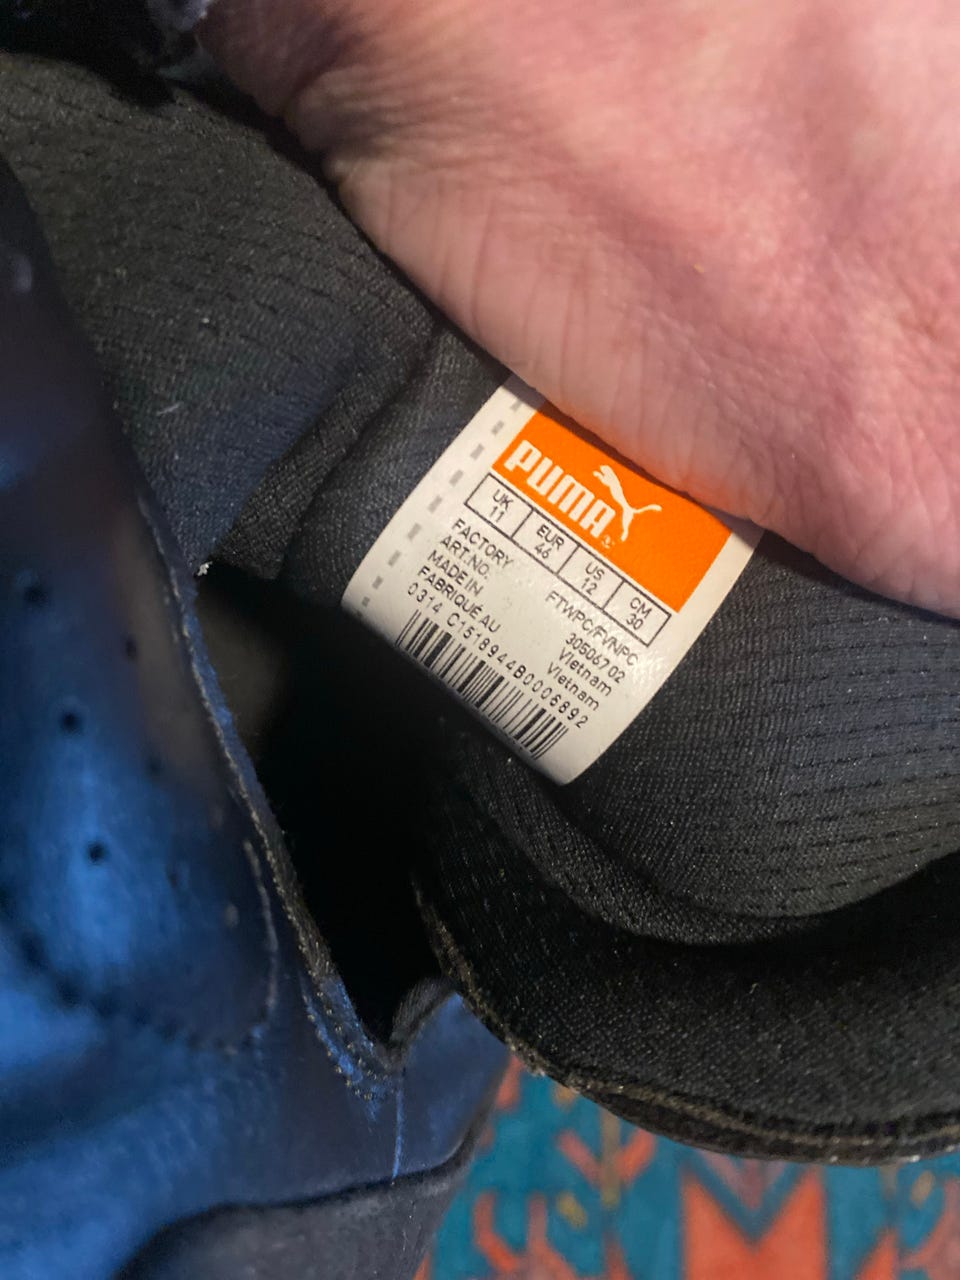 PUMA
UK EUR US CM
11 46 12 30
FACTORY FTWPC/FVNPC
ART.NO. 305067 02
MADE IN Vietnam
FABRIQUÉ AU Vietnam
0314 C1518944B0006892